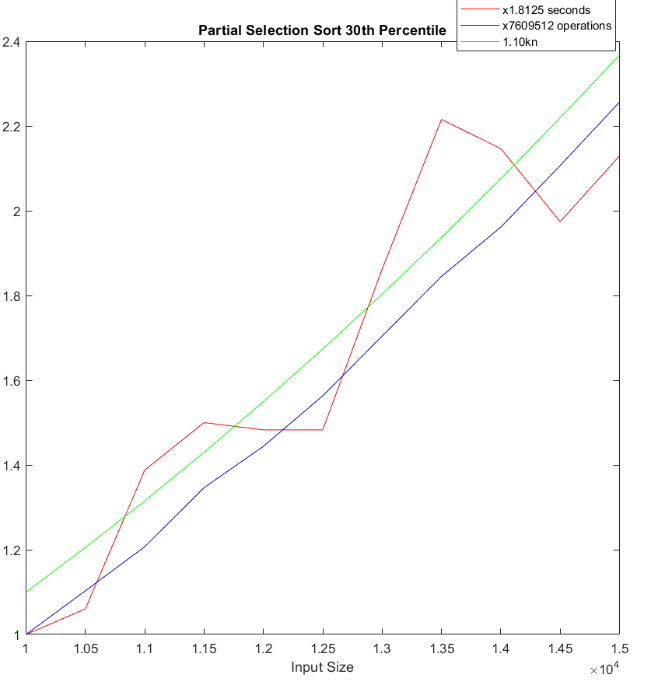 x1.8125 seconds
Partial Selection Sort 30th Percentile
x7609512 operations
1.10kn
2.4
2.2
2
1.8
1.6
1.4
1.2
1
1 1.05 1.1 1.15 1.2 1.25 1.3 1.35 1.4 1.45 1.5
Input Size
×10⁴